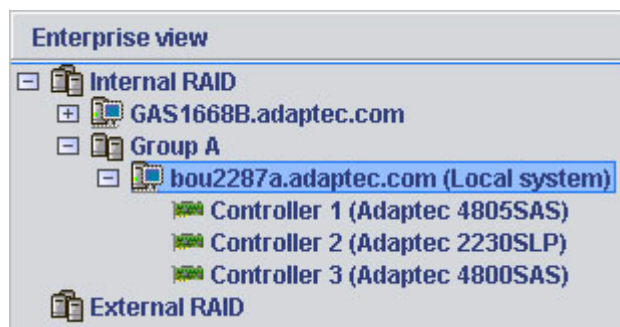 Enterprise view
Internal RAID
GAS1668B.adaptec.com
Group A
bou2287a.adaptec.com (Local system)
Controller 1 (Adaptec 4805SAS)
Controller 2 (Adaptec 2230SLP)
Controller 3 (Adaptec 4800SAS)
External RAID